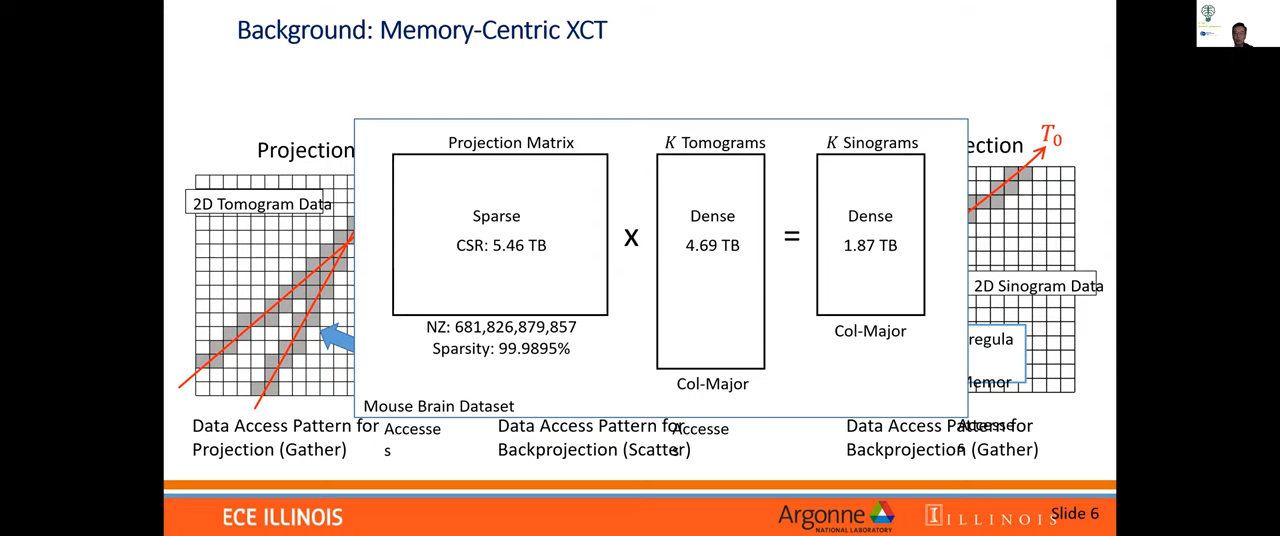 Background: Memory-Centric XCT
Projection
ection
T0
2D Tomogram Data
Projection Matrix
K Tomograms
K Sinograms
Sparse
CSR: 5.46 TB
x
Dense
4.69 TB
=
Dense
1.87 TB
NZ: 681,826,879,857
Sparsity: 99.9895%
Col-Major
Col-Major
Mouse Brain Dataset
2D Sinogram Data
regula
Memor
Data Access Pattern for
Projection (Gather)
Accesse
s
Data Access Pattern for
Backprojection (Scatter)
Accesse
s
Data Access Pattern for
Backprojection (Gather)
Accesse
s
ECE ILLINOIS
Argonne
NATIONAL LABORATORY
I ILLINOIS
Slide 6